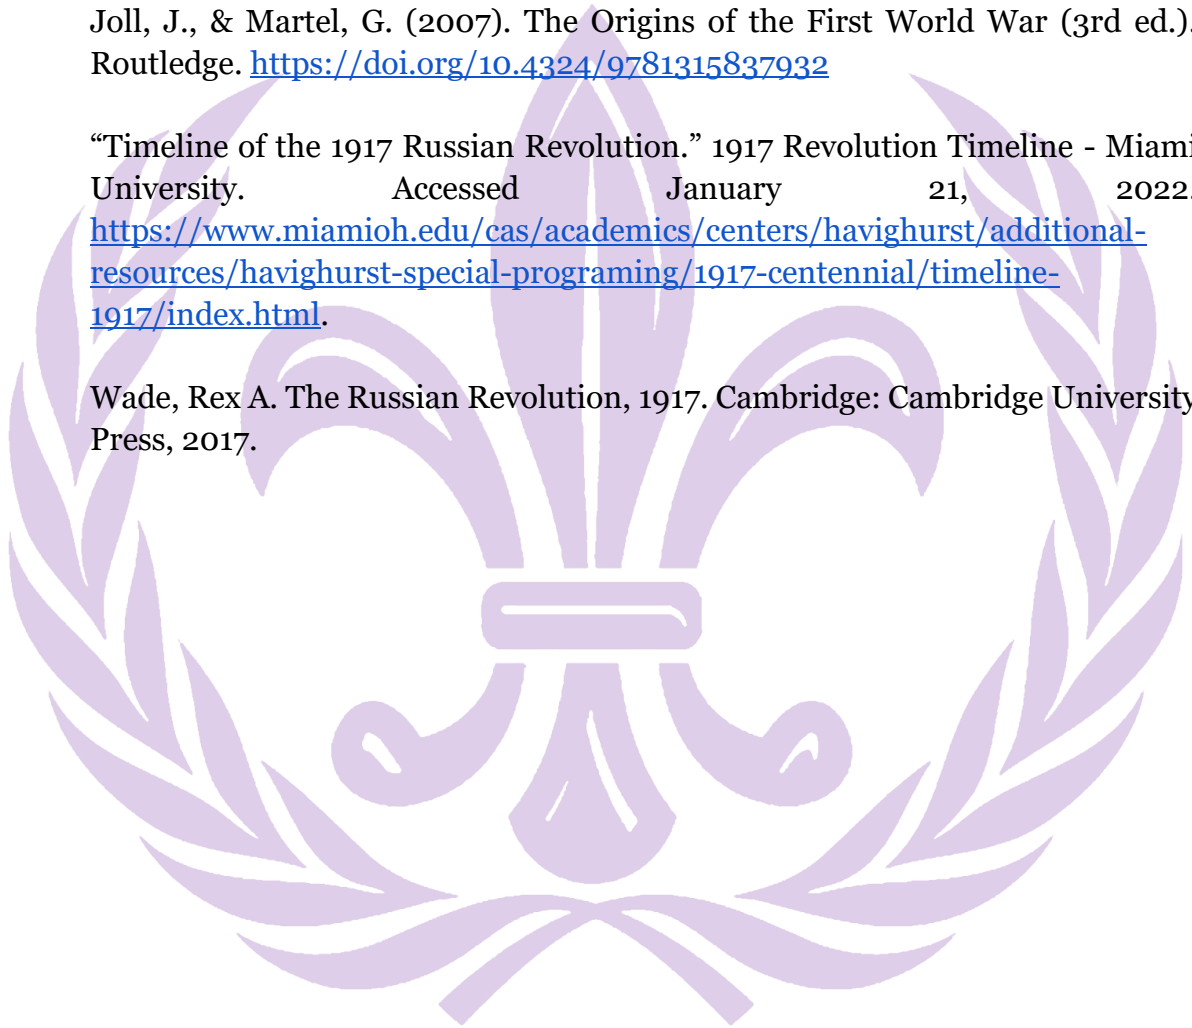 Joll, J., & Martel, G. (2007). The Origins of the First World War (3rd ed.).
Routledge. https://doi.org/10.4324/9781315837932
“Timeline of the 1917 Russian Revolution.” 1917 Revolution Timeline - Miami
University. Accessed January 21, 2022.
https://www.miamioh.edu/cas/academics/centers/havighurst/additional-
resources/havighurst-special-programing/1917-centennial/timeline-
1917/index.html.
Wade, Rex A. The Russian Revolution, 1917. Cambridge: Cambridge University
Press, 2017.